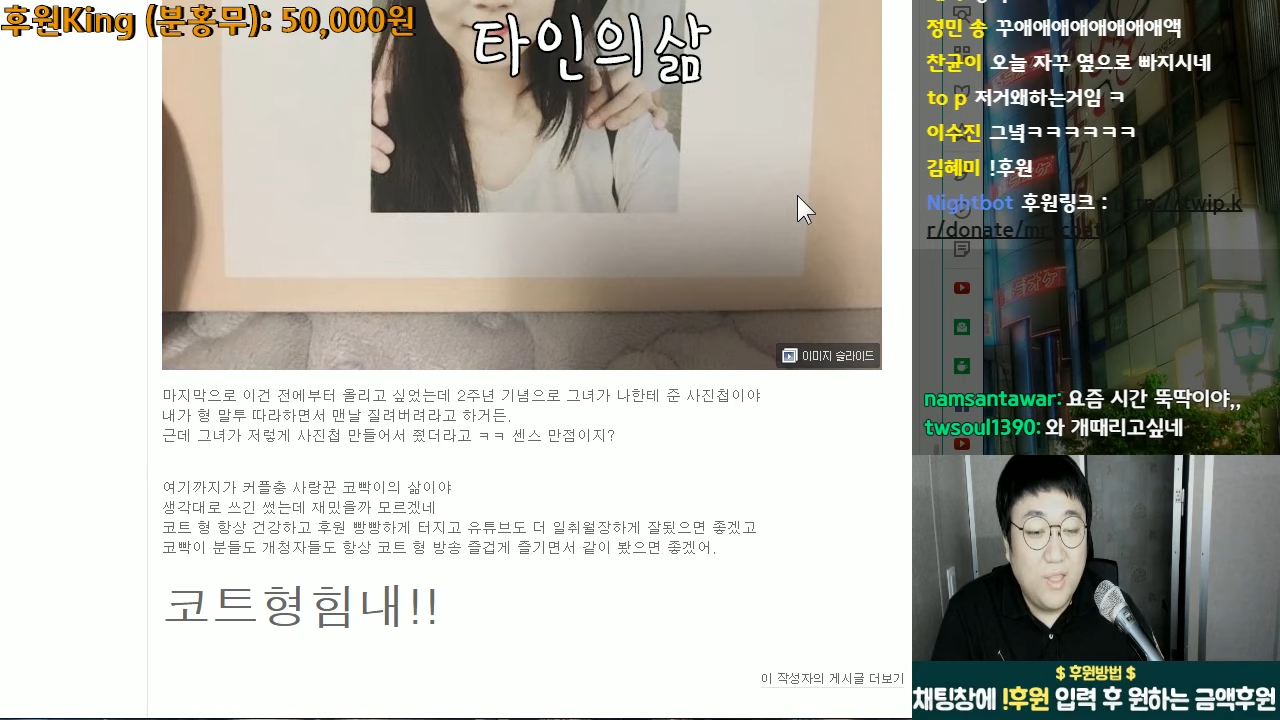 후원King (분홍무): 50,000원
타인의삶
이미지 슬라이드
마지막으로 이건 전에부터 올리고 싶었는데 2주년 기념으로 그녀가 나한테 준 사진첩이야
내가 형 말투 따라하면서 맨날 질려버려라고 하거든.
근데 그녀가 저렇게 사진첩 만들어서 줬더라고 ㅋㅋ 센스 만점이지?
여기까지가 커플충 사랑꾼 코빡이의 삶이야
생각대로 쓰긴 썼는데 재밌을까 모르겠네
코트 형 항상 건강하고 후원 빵빵하게 터지고 유튜브도 더 일취월장하게 잘됬으면 좋겠고
코빡이 분들도 개청자들도 항상 코트 형 방송 즐겁게 즐기면서 같이 봤으면 좋겠어.
코트형힘내!!
이 작성자의 게시글 더보기
정민 송 꾸애애애애애애애애액
찬균이 오늘 자꾸 옆으로 빠지시네
to p 저거왜하는거임 ㅋ
이수진 그녘ㅋㅋㅋㅋㅋㅋ
김혜미 !후원
Nightbot 후원링크 :
r/donate/
namsantawar: 요즘 시간 뚝딱이야,,
twsoul1390: 와 개때리고싶네
$ 후원방법 $
채팅창에 !후원 입력 후 원하는 금액후원